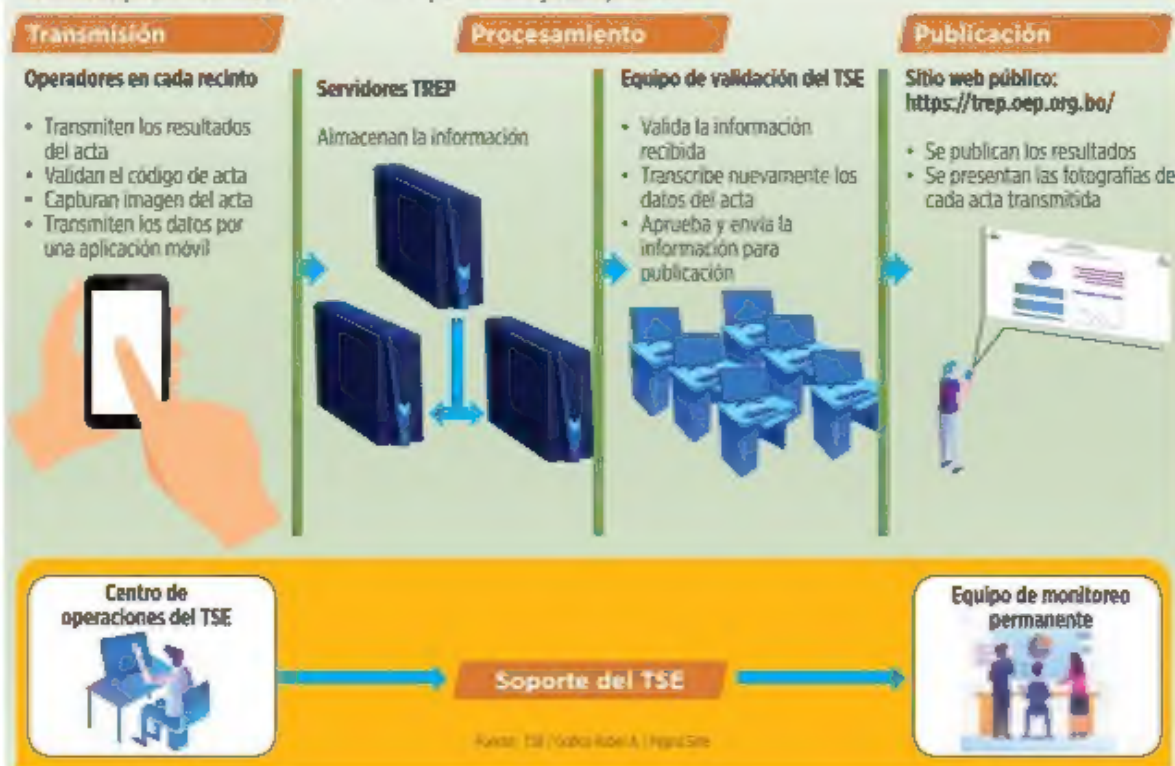 Transmisión
Operadores en cada recinto
• Transmiten los resultados
del acta
• Validan el código de acta
• Capturan imagen del acta
• Transmiten los datos por
una aplicación móvil
Procesamiento
Servidores TREP
Almacenan la información
Equipo de validación del TSE
• Valida la información
recibida
• Transcribe nuevamente los
datos del acta
• Aprueba y envía la
información para
publicación
Publicación
Sitio web público:
https://trep.oep.org.bo/
• Se publican los resultados
• Se presentan las fotografías de
cada acta transmitida
Centro de
operaciones del TSE
Soporte del TSE
Equipo de monitoreo
permanente
Fuente: TSE